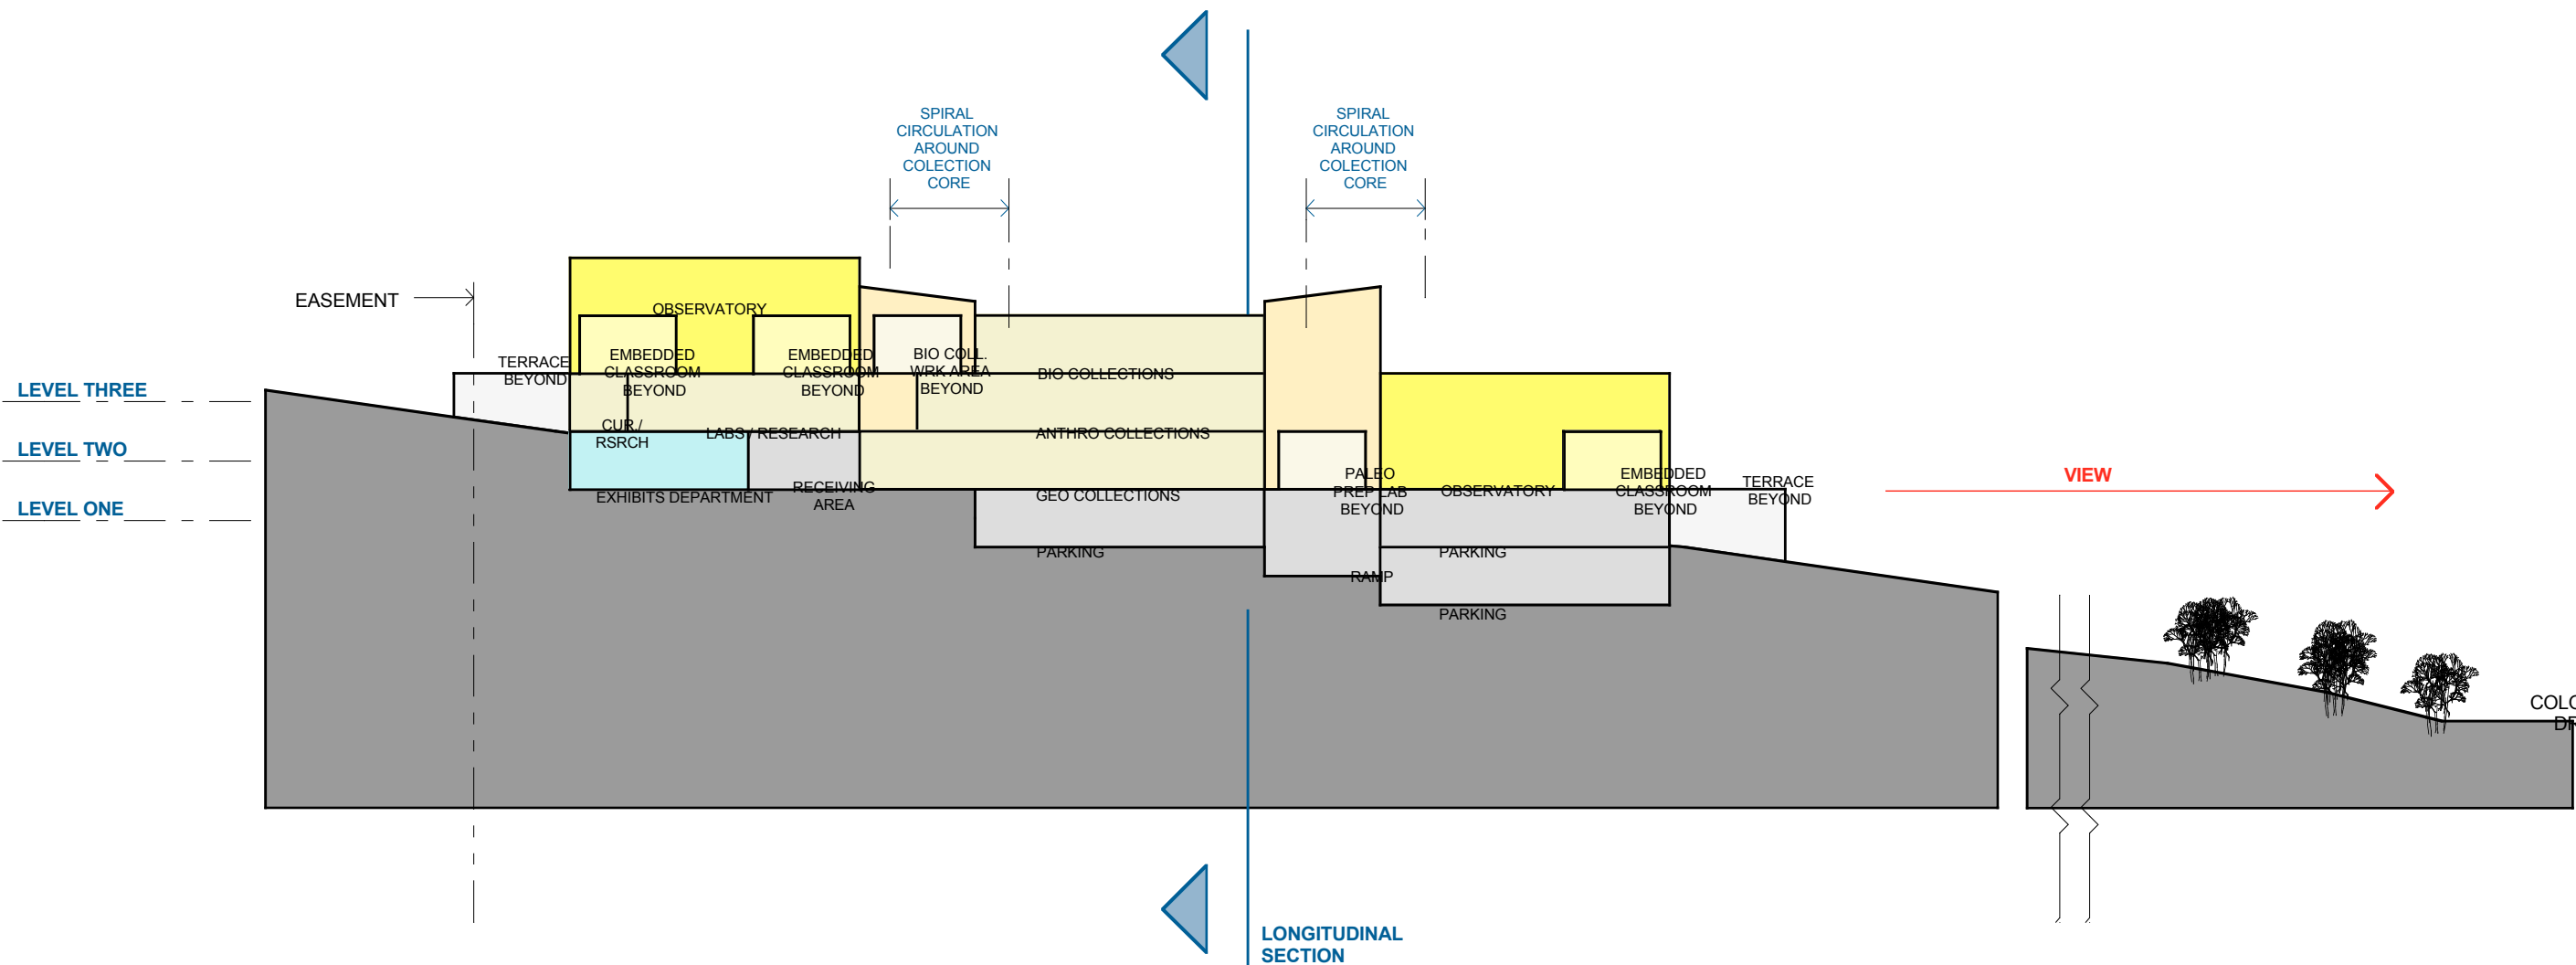 SPIRAL
CIRCULATION
AROUND
COLECTION
CORE
SPIRAL
CIRCULATION
AROUND
COLECTION
CORE
EASEMENT
OBSERVATORY
TERRACE
BEYOND
EMBEDDED
CLASSROOM
BEYOND
EMBEDDED
CLASSROOM
BEYOND
BIO COLL.
WRK AREA
BEYOND
BIO COLLECTIONS
LEVEL THREE
CUR./
RSRCH
LABS / RESEARCH
ANTHRO COLLECTIONS
LEVEL TWO
EXHIBITS DEPARTMENT
RECEIVING
AREA
GEO COLLECTIONS
PALEO
PREP LAB
BEYOND
OBSERVATORY
EMBEDDED
CLASSROOM
BEYOND
TERRACE
BEYOND
VIEW
LEVEL ONE
PARKING
PARKING
RAMP
PARKING
COLO
LONGITUDINAL
SECTION